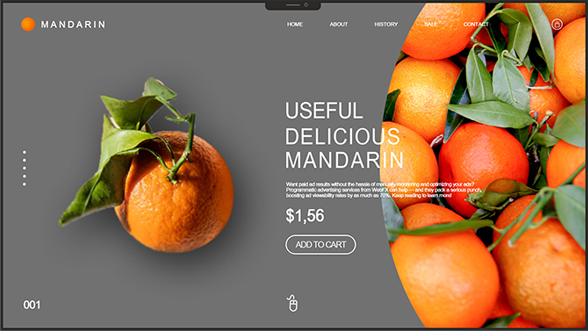 MANDARIN
HOME
ABOUT
HISTORY
SALE
CONTACT
USEFUL
DELICIOUS
MANDARIN
Want paid ad results without the hassle of manually monitoring and optimizing your ads?
Programmatic advertising services from WebFX can help — and they pack a serious punch,
boosting ad viewability rates by as much as 70%. Keep reading to learn more!
$1,56
ADD TO CART
001